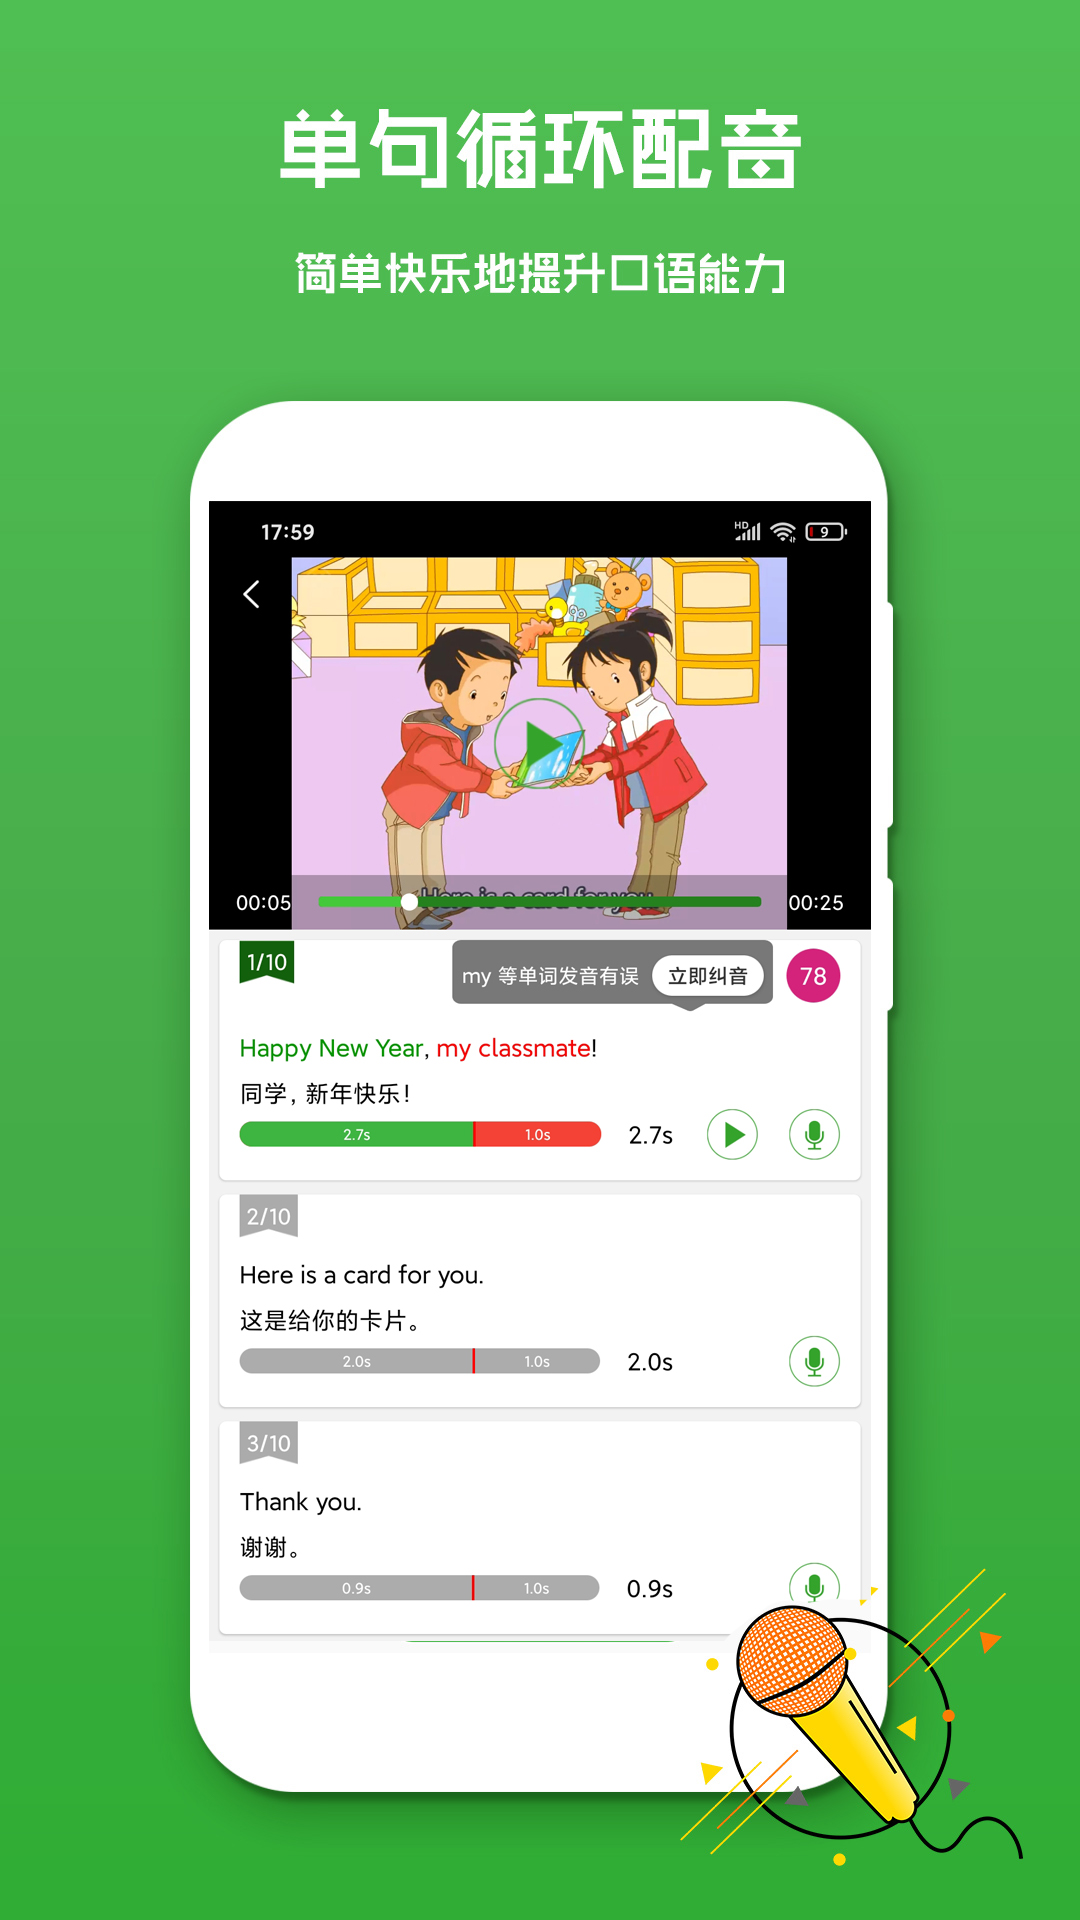 单句循环配音
简单快乐地提升口语能力
17:59 HD 9
Here is a card for you.
00:05 00:25
1/10 my 等单词发音有误 立即纠音 78
Happy New Year, my classmate!
同学，新年快乐！
2.7s 1.0s 2.7s
2/10
Here is a card for you.
这是给你的卡片。
2.0s 1.0s 2.0s
3/10
Thank you.
谢谢。
0.9s 1.0s 0.9s